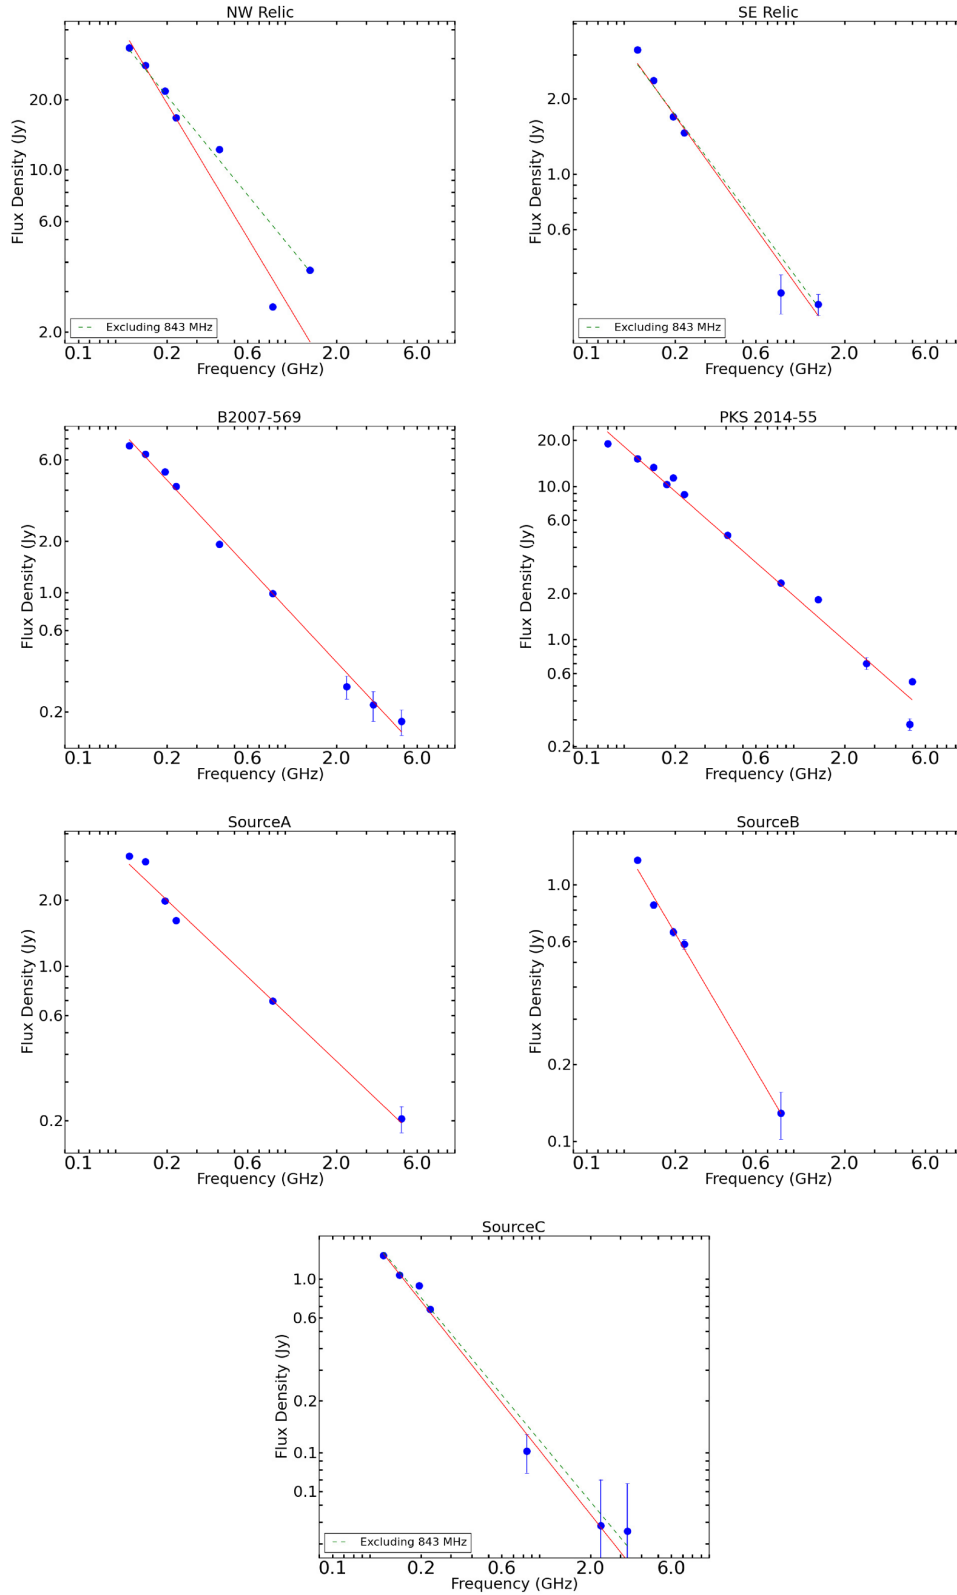 NW Relic
20.0
10.0
6.0
2.0
Flux Density (Jy)
Excluding 843 MHz
0.1 0.2 0.6 2.0 6.0
Frequency (GHz)
SE Relic
2.0
1.0
0.6
Flux Density (Jy)
Excluding 843 MHz
0.1 0.2 0.6 2.0 6.0
Frequency (GHz)
B2007-569
6.0
2.0
1.0
0.6
0.2
Flux Density (Jy)
0.1 0.2 0.6 2.0 6.0
Frequency (GHz)
PKS 2014-55
20.0
10.0
6.0
2.0
1.0
0.6
0.2
Flux Density (Jy)
0.1 0.2 0.6 2.0 6.0
Frequency (GHz)
SourceA
2.0
1.0
0.6
0.2
Flux Density (Jy)
0.1 0.2 0.6 2.0 6.0
Frequency (GHz)
SourceB
1.0
0.6
0.2
0.1
Flux Density (Jy)
0.1 0.2 0.6 2.0 6.0
Frequency (GHz)
SourceC
1.0
0.6
0.2
0.1
0.1
Flux Density (Jy)
Excluding 843 MHz
0.1 0.2 0.6 2.0 6.0
Frequency (GHz)